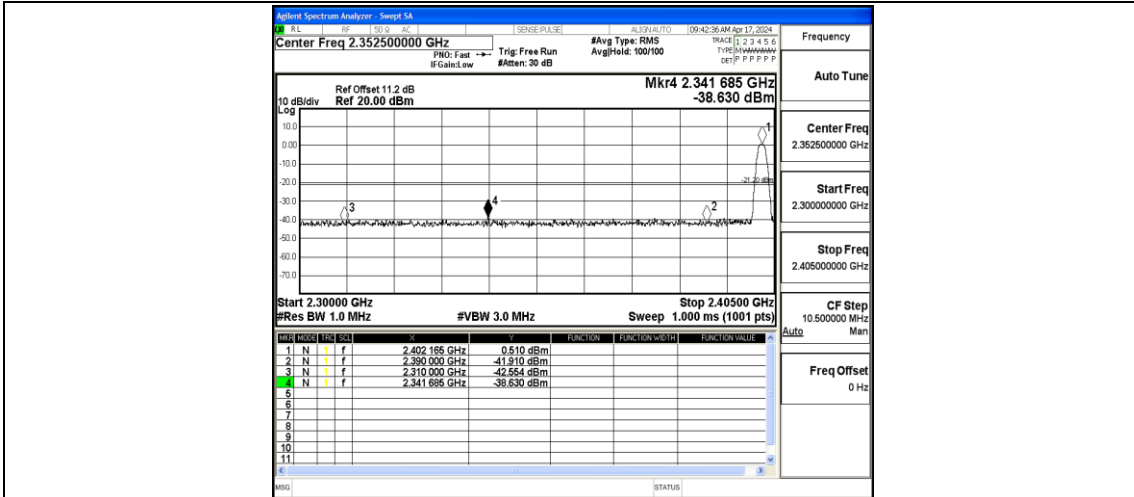 Agilent Spectrum Analyzer - Swept SA
RL RF 50 Ω AC SENSE:PULSE ALIGN AUTO 09:42:36 AM Apr 17, 2024
Center Freq 2.352500000 GHz
PNO: Fast
IFGain:Low
Trig: Free Run
#Atten: 30 dB
#Avg Type: RMS
Avg|Hold: 100/100
TRACE 1 2 3 4 5 6
TYPE MWWWWW
DET P P P P P P
Frequency
Auto Tune
Mkr4 2.341 685 GHz
-38.630 dBm
Ref Offset 11.2 dB
10 dB/div Ref 20.00 dBm
Log
10.0
0.00
-10.0
-20.0
-30.0
-40.0
-50.0
-60.0
-70.0
1
-21.20 dBm
2
3
4
Center Freq
2.352500000 GHz
Start Freq
2.300000000 GHz
Stop Freq
2.405000000 GHz
CF Step
10.500000 MHz
Auto Man
Freq Offset
0 Hz
Start 2.30000 GHz Stop 2.40500 GHz
#Res BW 1.0 MHz #VBW 3.0 MHz Sweep 1.000 ms (1001 pts)
MKR MODE TRC SCL X Y FUNCTION FUNCTION WIDTH FUNCTION VALUE
1 N 1 f 2.402 165 GHz 0.510 dBm
2 N 1 f 2.390 000 GHz -41.910 dBm
3 N 1 f 2.310 000 GHz -42.554 dBm
4 N 1 f 2.341 685 GHz -38.630 dBm
5
6
7
8
9
10
11
MSG STATUS